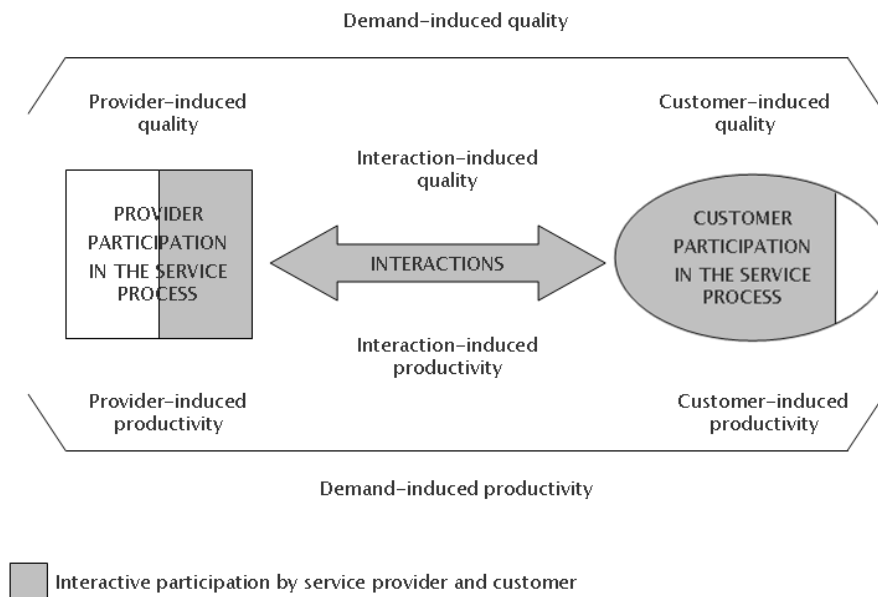 Demand-induced quality
Provider-induced
quality
Customer-induced
quality
Interaction-induced
quality
PROVIDER
PARTICIPATION
IN THE SERVICE
PROCESS
INTERACTIONS
CUSTOMER
PARTICIPATION
IN THE SERVICE
PROCESS
Interaction-induced
productivity
Provider-induced
productivity
Customer-induced
productivity
Demand-induced productivity
Interactive participation by service provider and customer